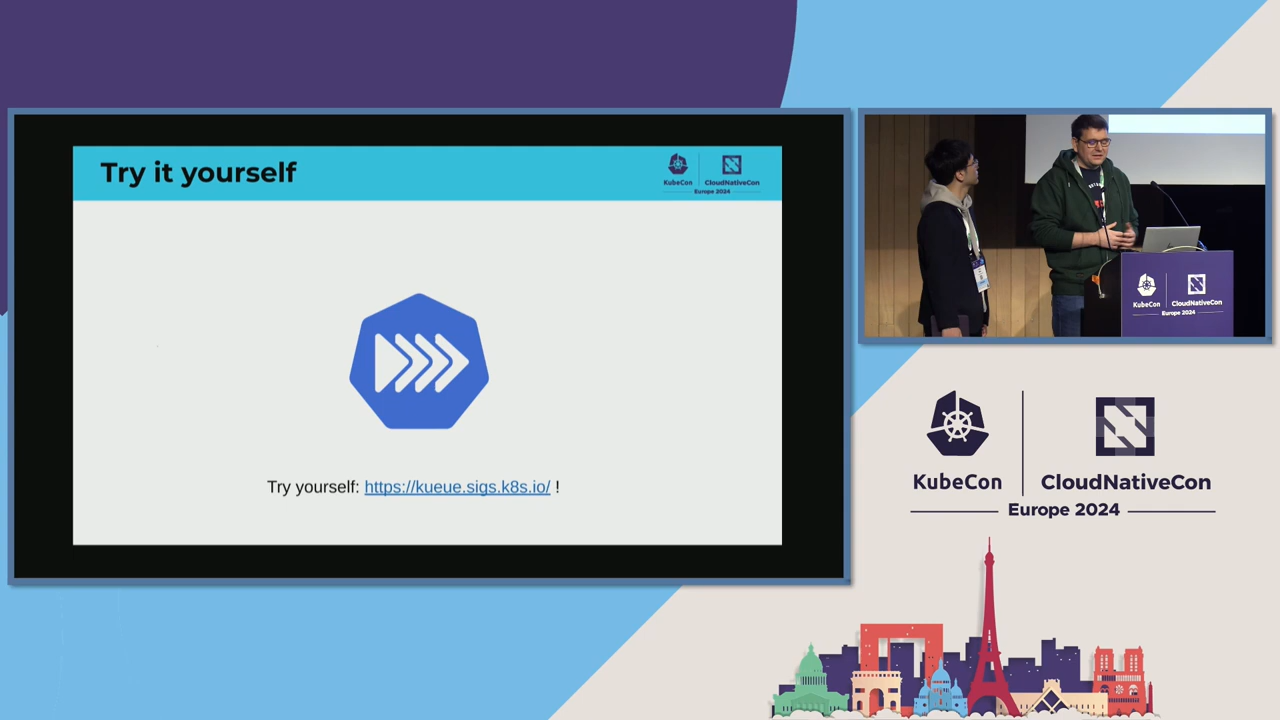 Try it yourself
KubeCon
CloudNativeCon
Europe 2024
Try yourself: https://kueue.sigs.k8s.io/ !
KubeCon
CloudNativeCon
Europe 2024
KubeCon
CloudNativeCon
Europe 2024